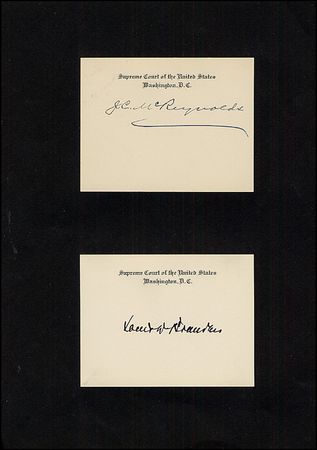 Supreme Court of the United States
Washington, D.C.
J.C. McReynolds
Supreme Court of the United States
Washington, D.C.
Louis D Brandeis